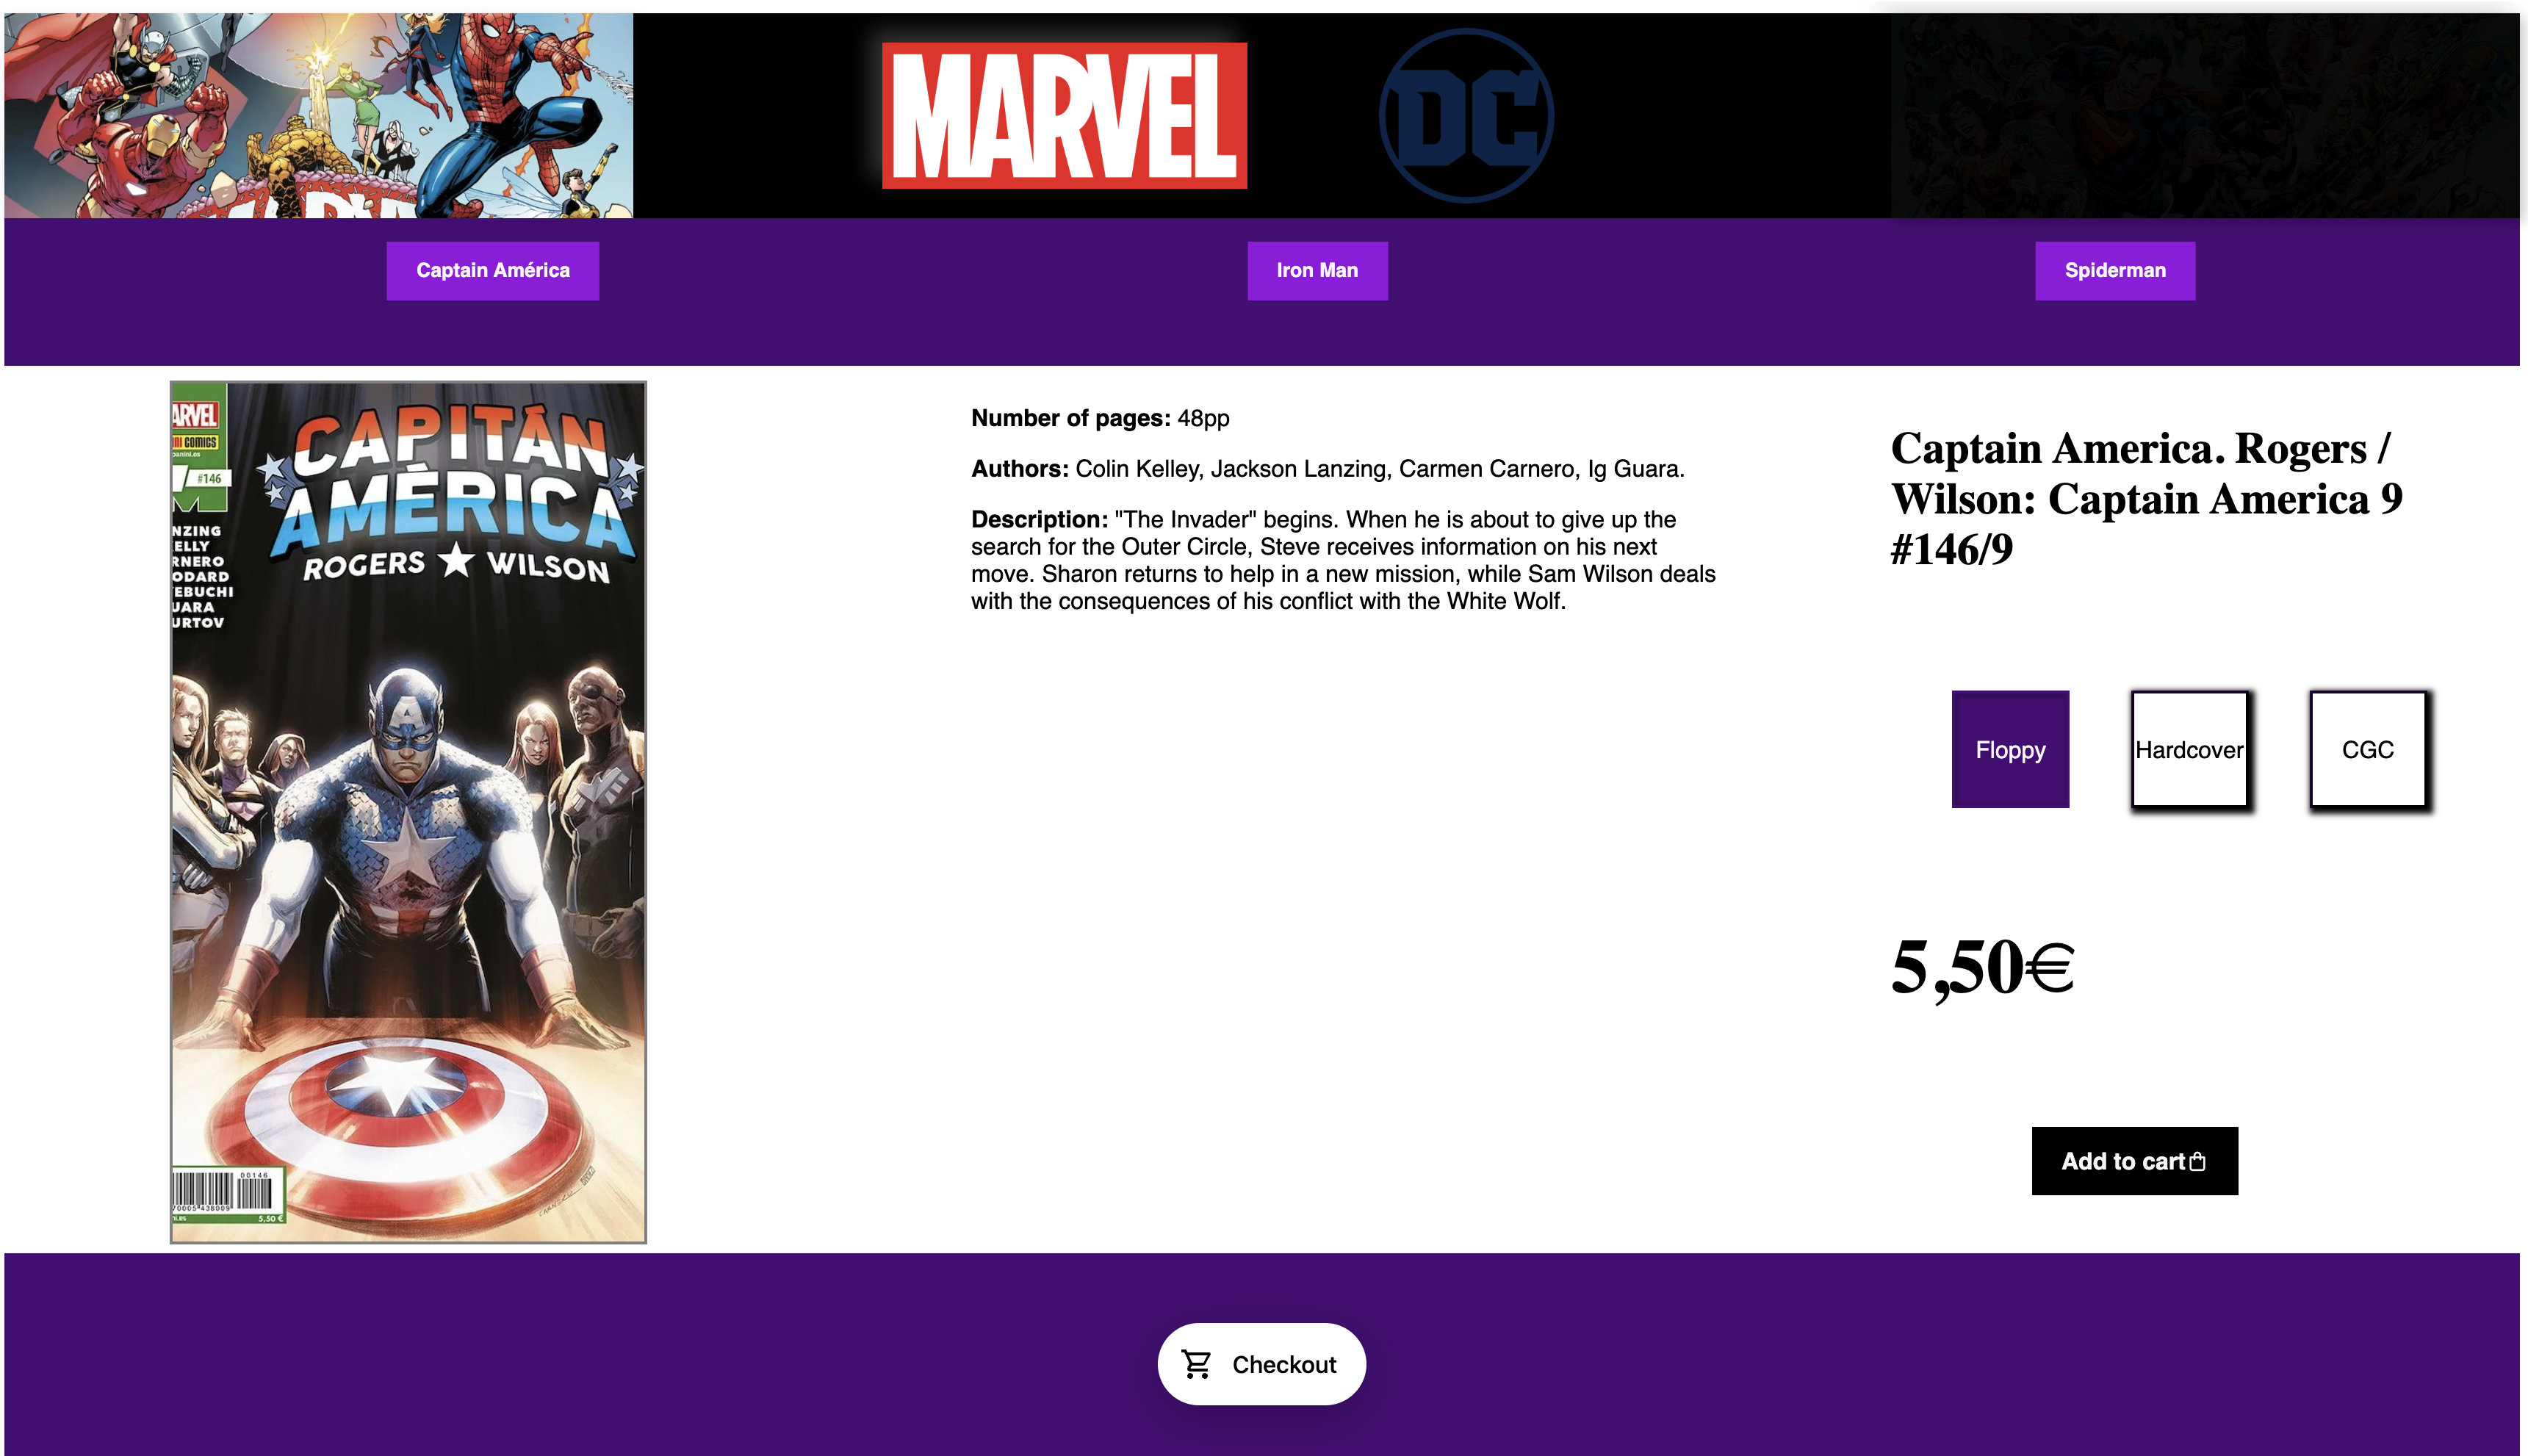 MARVEL
DC
Captain América
Iron Man
Spiderman
ARVEL
COMICS
panini.es
#146
CAPITÁN
AMÉRICA
ROGERS ★ WILSON
NZING
ELLY
RNERO
ODARD
EBUCHI
UARA
URTOV
00146
70005 438009
5,50 €
Number of pages: 48pp
Authors: Colin Kelley, Jackson Lanzing, Carmen Carnero, Ig Guara.
Description: "The Invader" begins. When he is about to give up the
search for the Outer Circle, Steve receives information on his next
move. Sharon returns to help in a new mission, while Sam Wilson deals
with the consequences of his conflict with the White Wolf.
Captain America. Rogers /
Wilson: Captain America 9
#146/9
Floppy
Hardcover
CGC
5,50€
Add to cart
Checkout